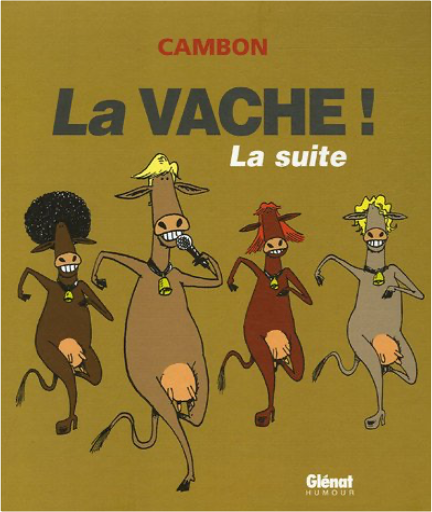 CAMBON
La VACHE !
La suite
Glénat
HUMOUR